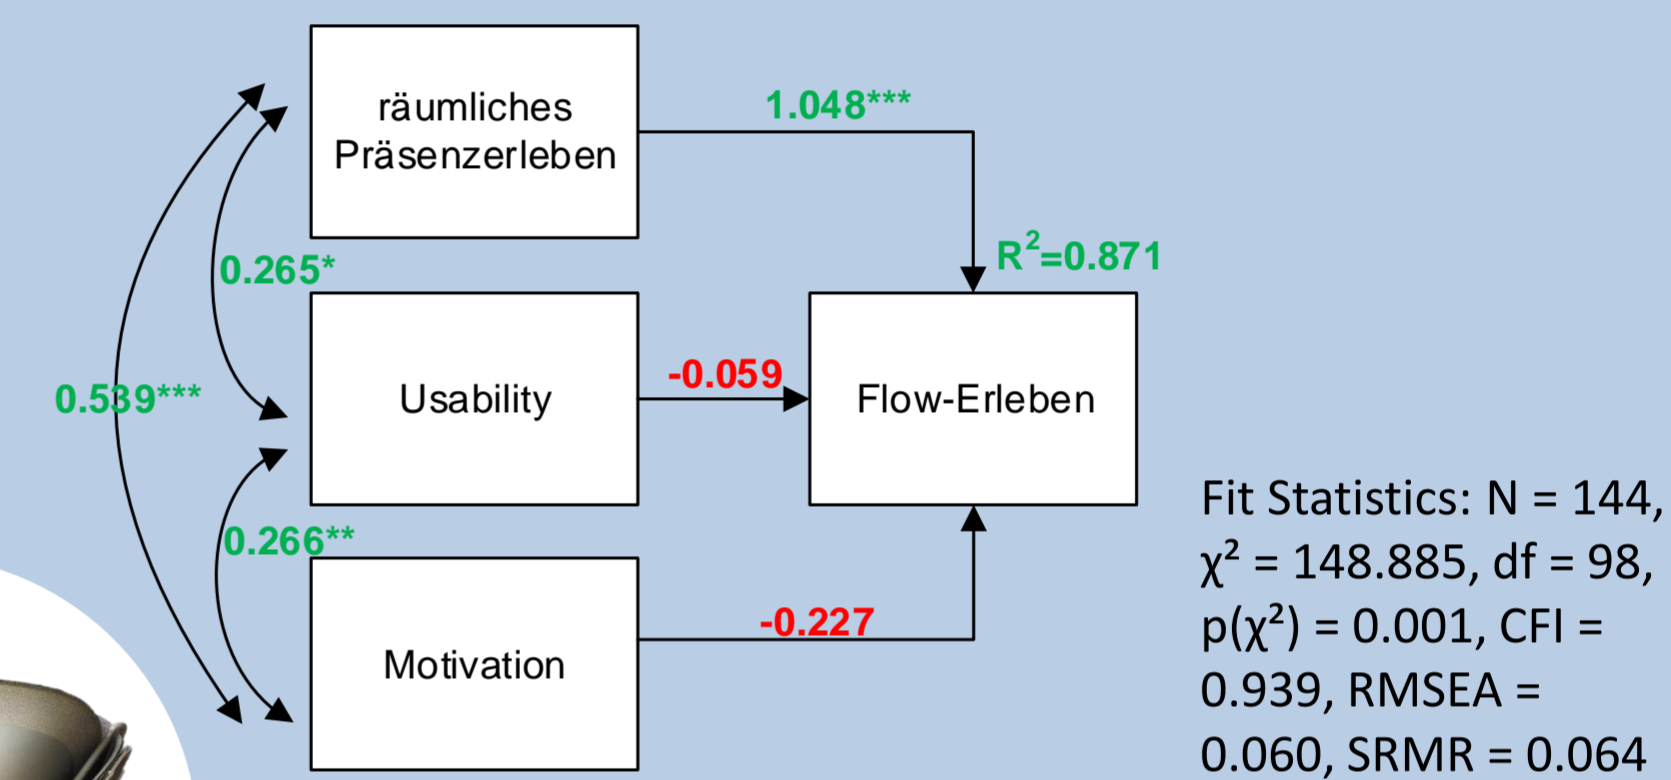 räumliches
Präsenzerleben
1.048***
R²=0.871
0.265*
0.539***
Usability
-0.059
Flow-Erleben
0.266**
Motivation
-0.227
Fit Statistics: N = 144,
χ² = 148.885, df = 98,
p(χ²) = 0.001, CFI =
0.939, RMSEA =
0.060, SRMR = 0.064